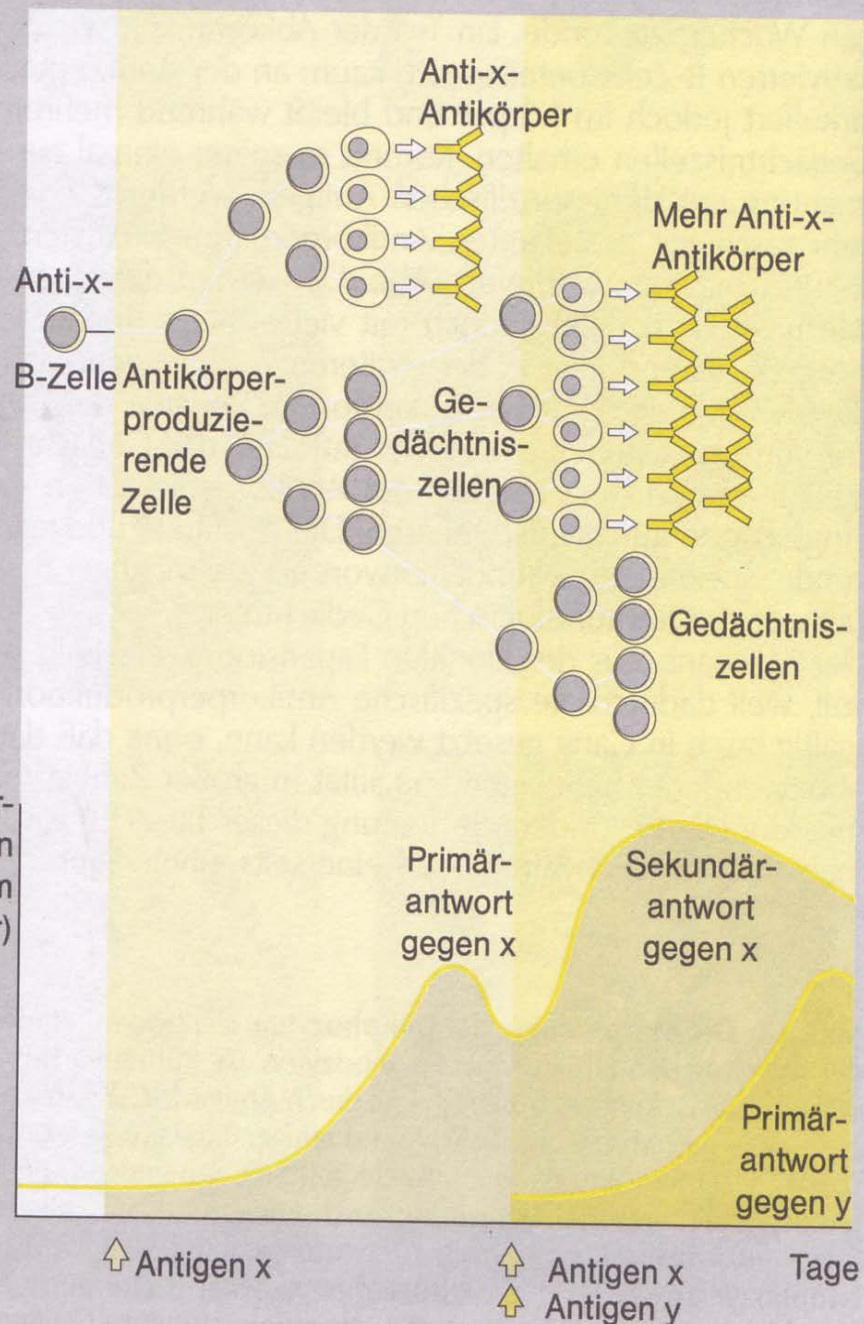 Anti-x-
Antikörper
Mehr Anti-x-
Antikörper
Anti-x-
B-Zelle
Antikörper-
produzie-
rende
Zelle
Ge-
dächtnis-
zellen
Gedächtnis-
zellen
Primär-
antwort
gegen x
Sekundär-
antwort
gegen x
Primär-
antwort
gegen y
Antigen x
Antigen x
Antigen y
Tage